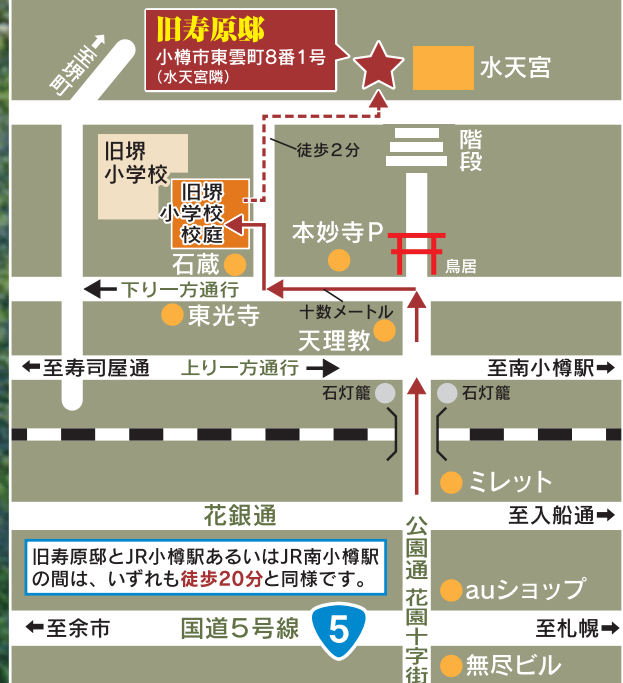 旧寿原邸
小樽市東雲町8番1号
（水天宮隣）
水天宮
至堺町
階段
徒歩2分
旧堺
小学校
旧堺
小学校
校庭
本妙寺P
石蔵
鳥居
下り一方通行
十数メートル
東光寺
天理教
至寿司屋通
上り一方通行
至南小樽駅
石灯籠
石灯籠
ミレット
花銀通
至入船通
公園通 花園十字街
旧寿原邸とJR小樽駅あるいはJR南小樽駅
の間は、いずれも徒歩20分と同様です。
auショップ
至余市
国道5号線
5
至札幌
無尽ビル